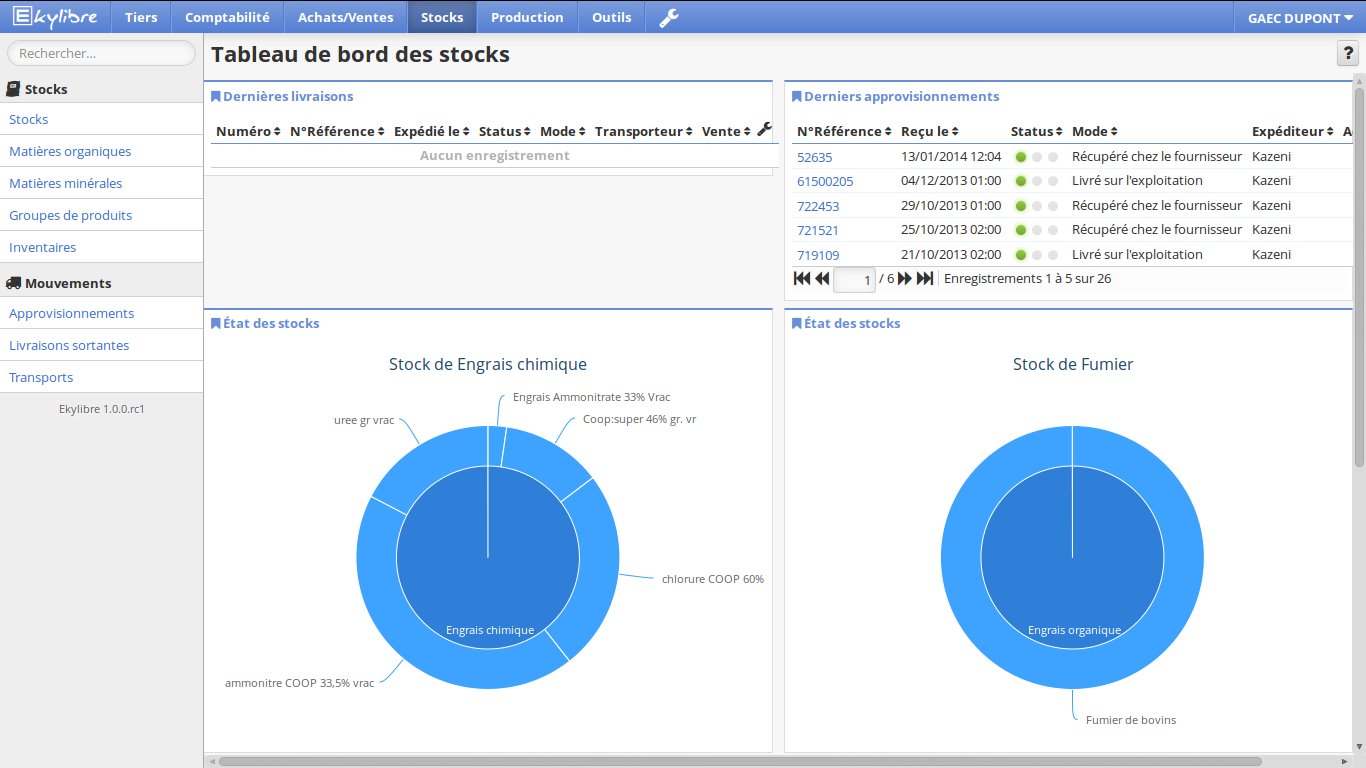 Ekylibre Tiers Comptabilité Achats/Ventes Stocks Production Outils GAEC DUPONT
Rechercher...
Stocks
Stocks
Matières organiques
Matières minérales
Groupes de produits
Inventaires
Mouvements
Approvisionnements
Livraisons sortantes
Transports
Ekylibre 1.0.0.rc1
Tableau de bord des stocks ?
Dernières livraisons
Numéro N°Référence Expédié le Status Mode Transporteur Vente
Aucun enregistrement
Derniers approvisionnements
N°Référence Reçu le Status Mode Expéditeur
52635 13/01/2014 12:04 Récupéré chez le fournisseur Kazeni
61500205 04/12/2013 01:00 Livré sur l'exploitation Kazeni
722453 29/10/2013 01:00 Récupéré chez le fournisseur Kazeni
721521 25/10/2013 02:00 Récupéré chez le fournisseur Kazeni
719109 21/10/2013 02:00 Livré sur l'exploitation Kazeni
1 / 6 Enregistrements 1 à 5 sur 26
État des stocks
Stock de Engrais chimique
Engrais Ammonitrate 33% Vrac
uree gr vrac
Coop:super 46% gr. vr
chlorure COOP 60%
Engrais chimique
ammonitre COOP 33,5% vrac
État des stocks
Stock de Fumier
Engrais organique
Fumier de bovins